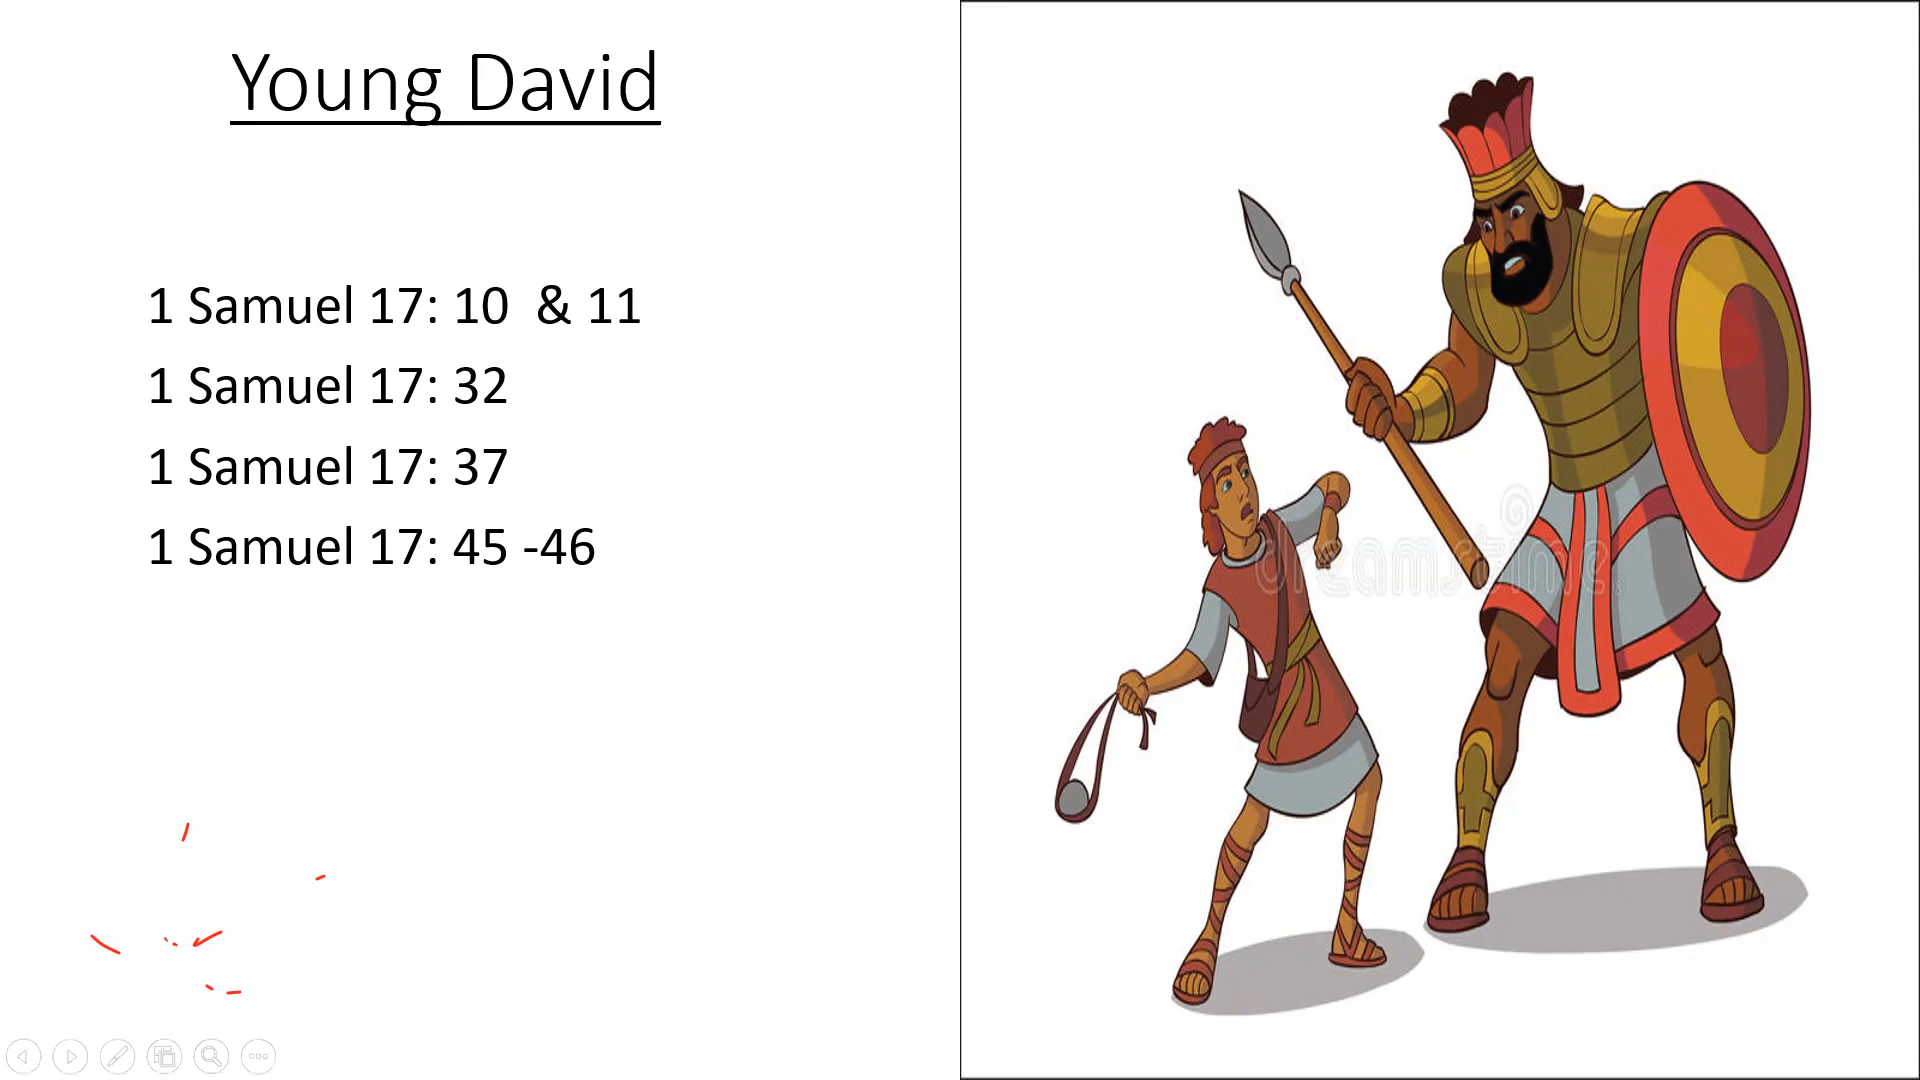 Young David
1 Samuel 17: 10  & 11
1 Samuel 17: 32
1 Samuel 17: 37
1 Samuel 17: 45 -46
dreamstime